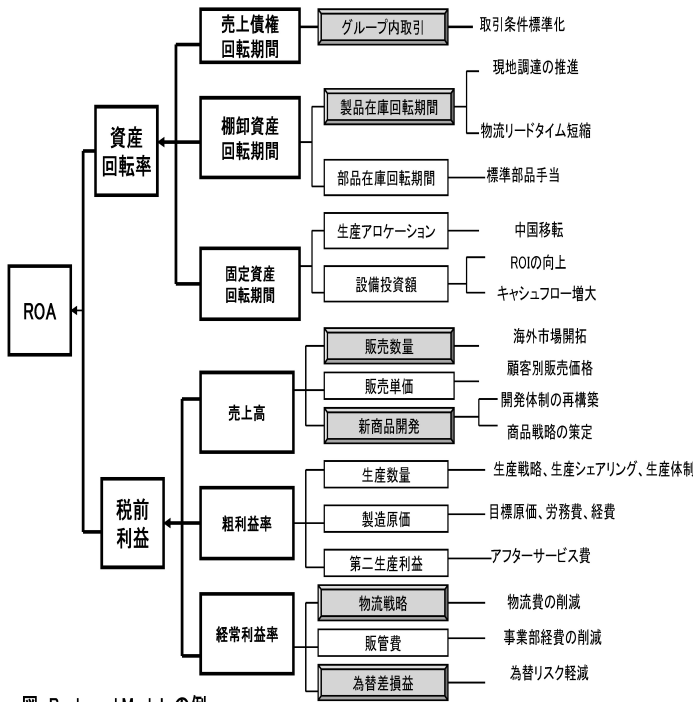 ROA
資産
回転率
売上債権
回転期間
グループ内取引
取引条件標準化
棚卸資産
回転期間
製品在庫回転期間
現地調達の推進
物流リードタイム短縮
部品在庫回転期間
標準部品手当
固定資産
回転期間
生産アロケーション
中国移転
設備投資額
ROIの向上
キャシュフロー増大
税前
利益
売上高
販売数量
海外市場開拓
販売単価
顧客別販売価格
新商品開発
開発体制の再構築
商品戦略の策定
粗利益率
生産数量
生産戦略、生産シェアリング、生産体制
製造原価
目標原価、労務費、経費
第二生産利益
アフターサービス費
経常利益率
物流戦略
物流費の削減
販管費
事業部経費の削減
為替差損益
為替リスク軽減